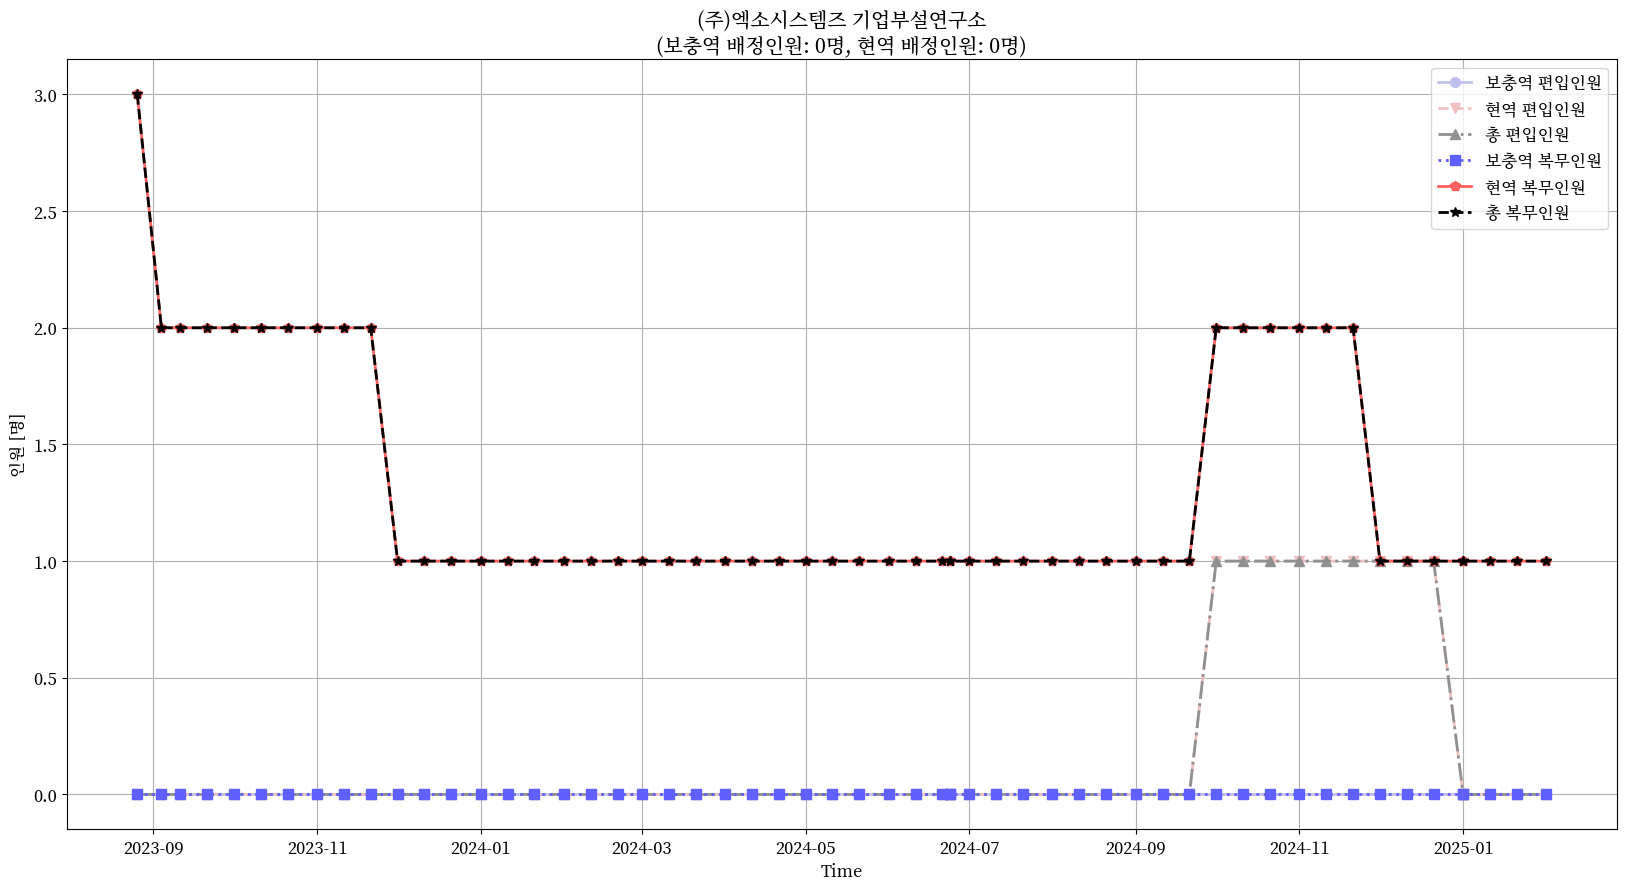 (주)엑소시스템즈 기업부설연구소
(보충역 배정인원: 0명, 현역 배정인원: 0명)
보충역 편입인원
현역 편입인원
총 편입인원
보충역 복무인원
현역 복무인원
총 복무인원
3.0
2.5
2.0
1.5
1.0
0.5
0.0
인원 [명]
2023-09 2023-11 2024-01 2024-03 2024-05 2024-07 2024-09 2024-11 2025-01
Time